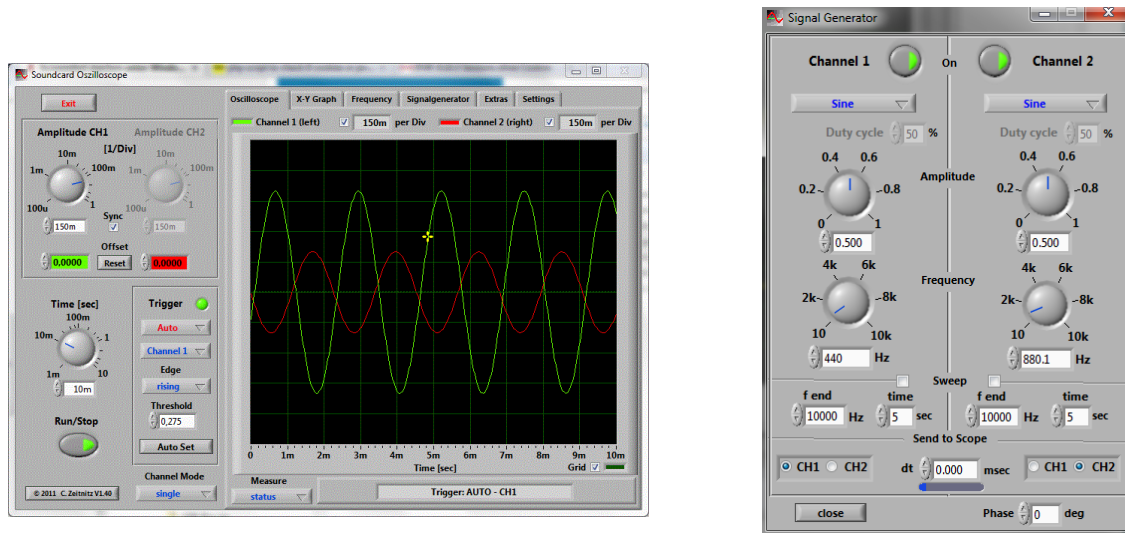 Soundcard Oszilloscope
Exit
Oscilloscope X-Y Graph Frequency Signalgenerator Extras Settings
Channel 1 (left) 150m per Div Channel 2 (right) 150m per Div
Amplitude CH1 Amplitude CH2
[1/Div]
10m 10m
1m 100m 1m 100m
100u 1 100u 1
Sync
150m 150m
Offset
0,0000 Reset 0,0000
Time [sec]
100m
10m 1
1m 10
10m
Run/Stop
Trigger
Auto
Channel 1
Edge
rising
Threshold
0,275
Auto Set
Channel Mode
single
© 2011 C. Zeitnitz V1.40
0 1m 2m 3m 4m 5m 6m 7m 8m 9m 10m
Time [sec]
Grid
Measure
status
Trigger: AUTO - CH1
Signal Generator
Channel 1 On Channel 2
Sine Sine
Duty cycle 50 % Duty cycle 50 %
0.4 0.6 0.4 0.6
Amplitude
0.2 0.8 0.2 0.8
0 1 0 1
0.500 0.500
4k 6k 4k 6k
Frequency
2k 8k 2k 8k
10 10k 10 10k
440 Hz 880.1 Hz
Sweep
f end time f end time
10000 Hz 5 sec 10000 Hz 5 sec
Send to Scope
CH1 CH2 dt 0.000 msec CH1 CH2
close Phase 0 deg